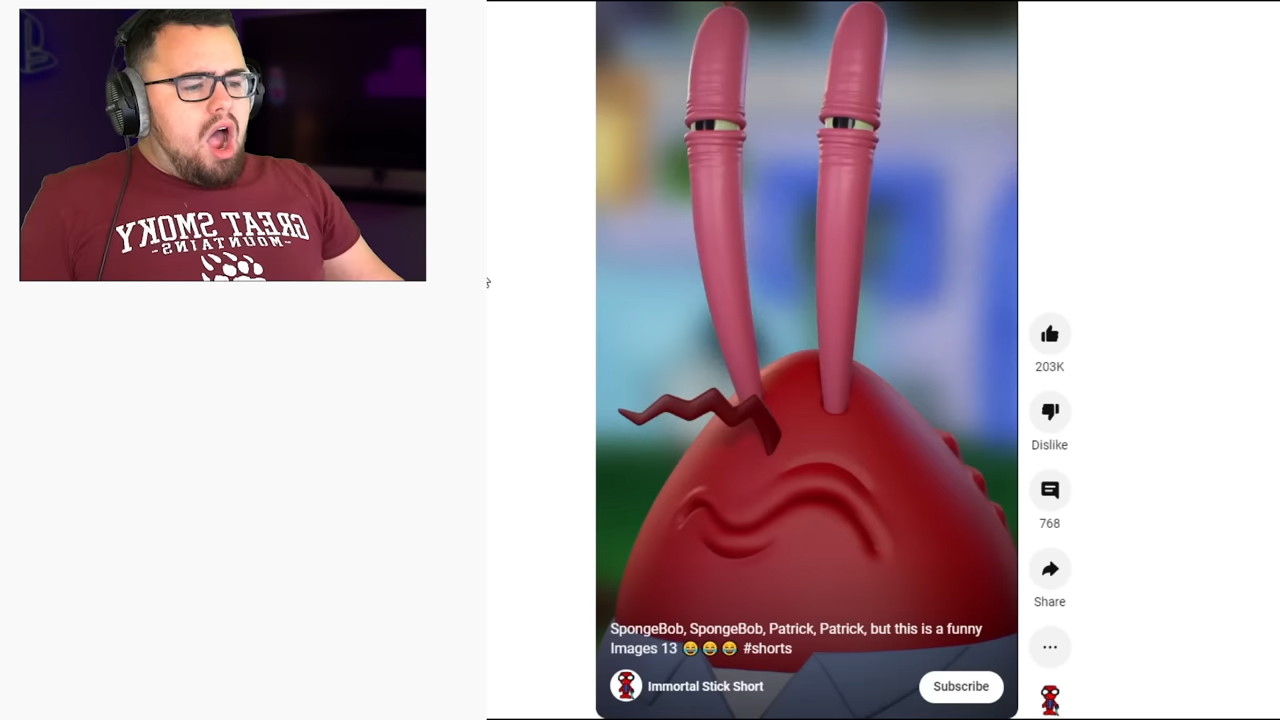 GREAT SMOKY
-MOUNTAINS-
203K
Dislike
768
Share
SpongeBob, SpongeBob, Patrick, Patrick, but this is a funny
Images 13 😂 😂 😂 #shorts
Immortal Stick Short
Subscribe